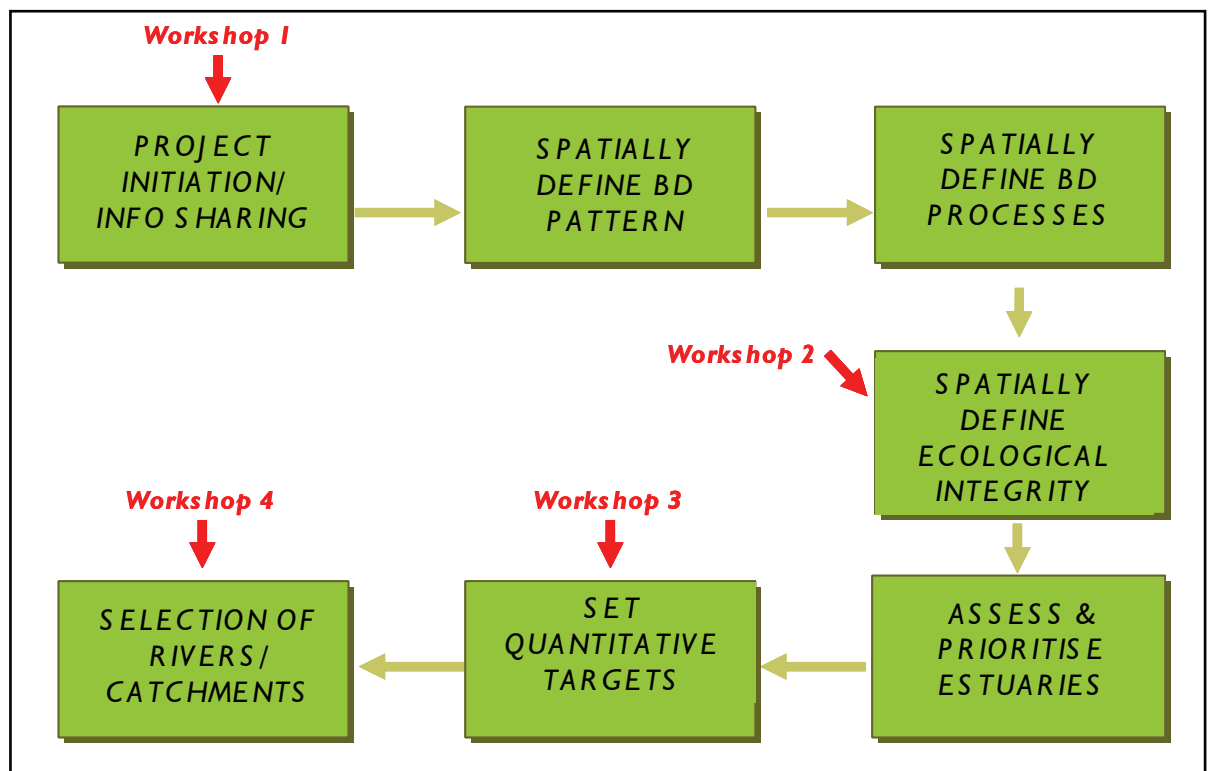 Workshop 1
PROJECT
INITIATION/
INFO SHARING
SPATIALLY
DEFINE BD
PATTERN
SPATIALLY
DEFINE BD
PROCESSES
Workshop 2
SPATIALLY
DEFINE
ECOLOGICAL
INTEGRITY
ASSESS &
PRIORITISE
ESTUARIES
Workshop 3
SET
QUANTITATIVE
TARGETS
Workshop 4
SELECTION OF
RIVERS/
CATCHMENTS